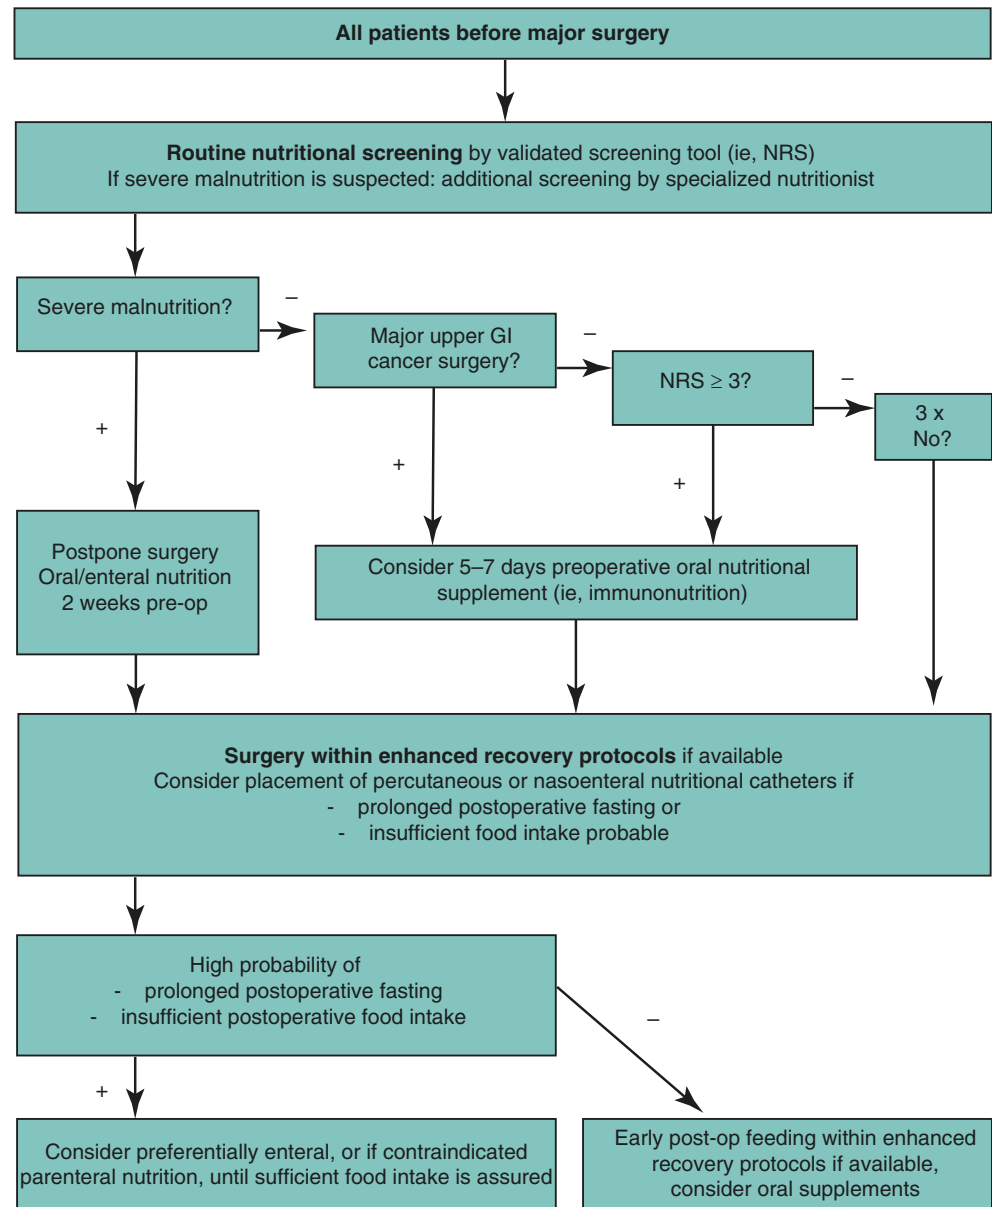 All patients before major surgery
Routine nutritional screening by validated screening tool (ie, NRS)
If severe malnutrition is suspected: additional screening by specialized nutritionist
Severe malnutrition?
–
Major upper GI
cancer surgery?
–
NRS ≥ 3?
–
3 x
No?
+
+
+
Postpone surgery
Oral/enteral nutrition
2 weeks pre-op
Consider 5–7 days preoperative oral nutritional
supplement (ie, immunonutrition)
Surgery within enhanced recovery protocols if available
Consider placement of percutaneous or nasoenteral nutritional catheters if
- prolonged postoperative fasting or
- insufficient food intake probable
High probability of
- prolonged postoperative fasting
- insufficient postoperative food intake
–
+
Consider preferentially enteral, or if contraindicated
parenteral nutrition, until sufficient food intake is assured
Early post-op feeding within enhanced
recovery protocols if available,
consider oral supplements